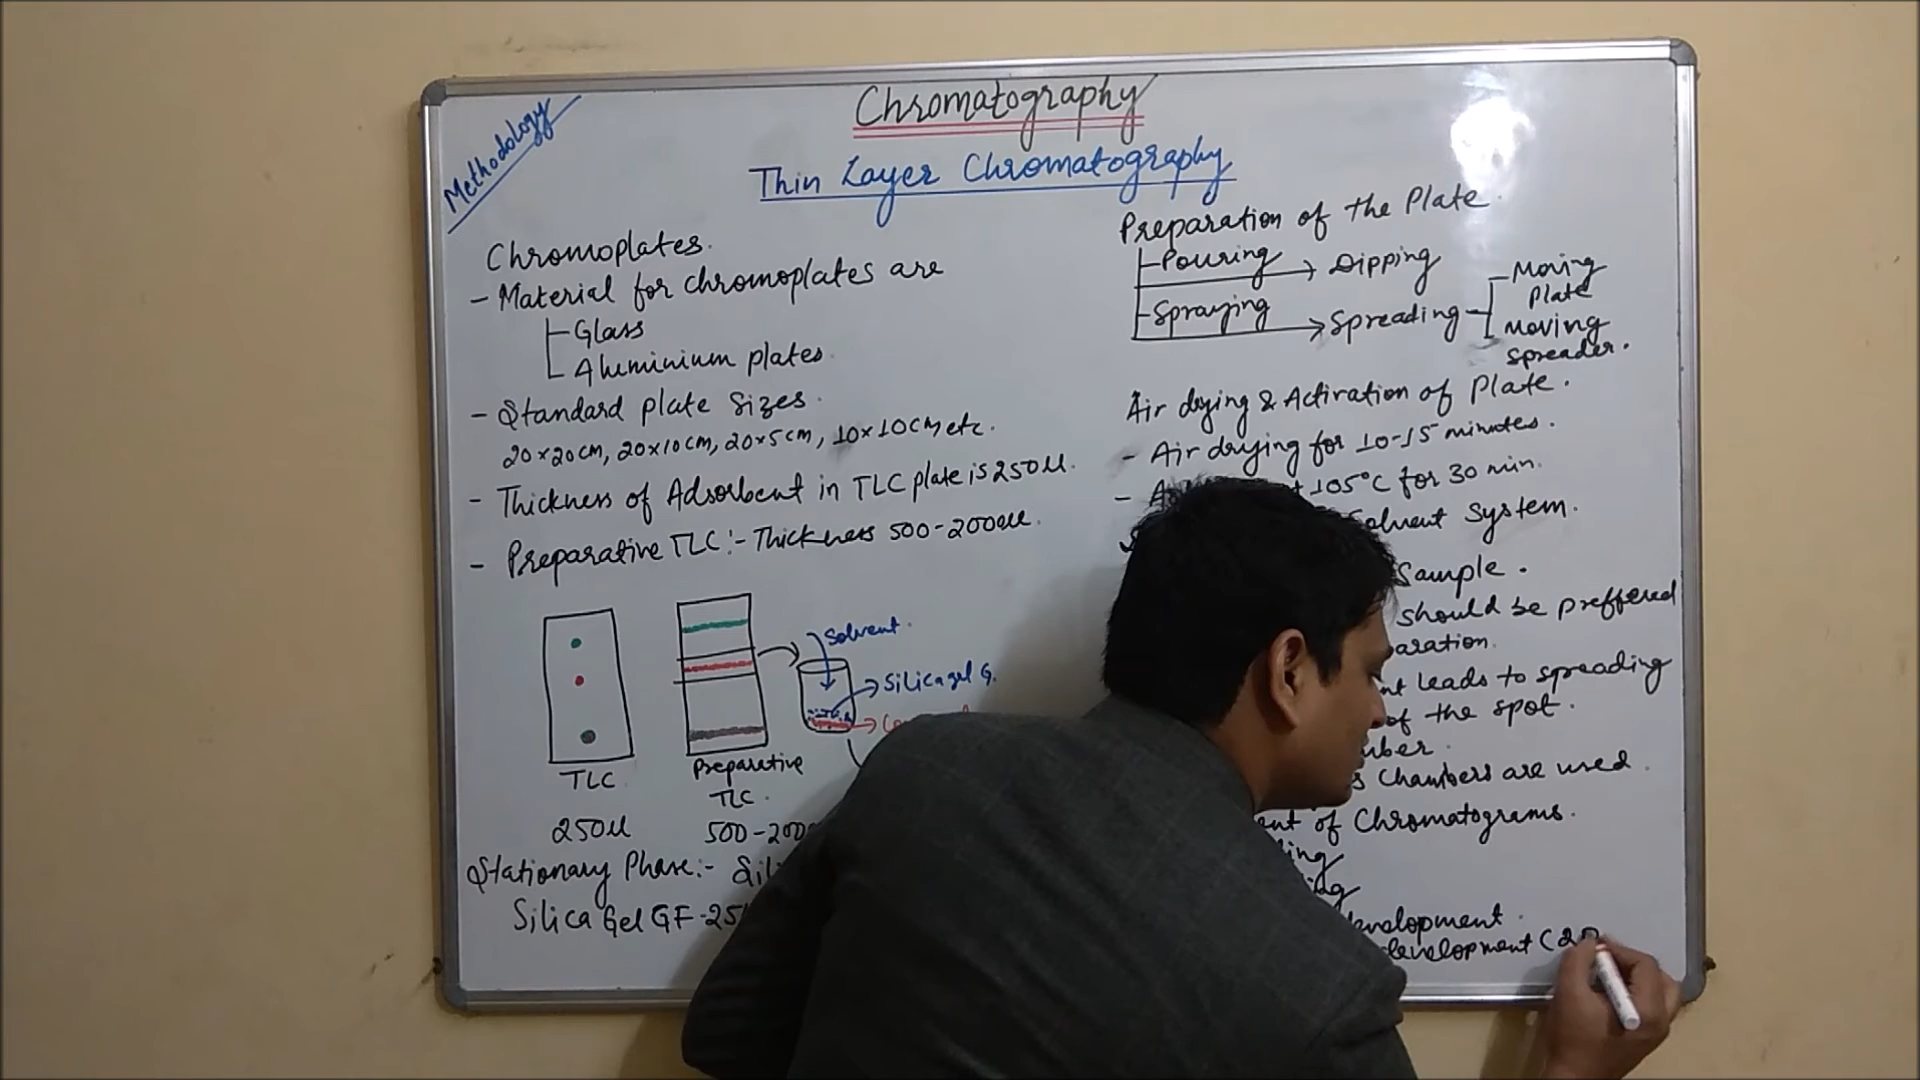 Methodology
Chromatography
Thin Layer Chromatography
Chromoplates.
- Material for chromoplates are
Glass
Aluminium plates.
- Standard plate sizes.
20×20cm, 20×10cm, 20×5cm, 10×10cm etc.
- Thickness of Adsorbent in TLC plate is 250µ.
- Preparative TLC:- Thickness 500-2000µ.
Solvent.
Silicagel G.
TLC
Preparative
TLC.
250µ
500-200
Stationary Phase:-
Silica Gel GF-25
Preparation of the Plate.
Pouring → Dipping
Spraying → Spreading
Moving
Plate
Moving
spreader.
Air drying & Activation of Plate.
- Air drying for 10-15 minutes.
- 105°C for 30 min.
Solvent System.
Sample.
should be preffered
aration.
leads to spreading
of the spot.
Chambers are used.
of Chromatograms.
development.
development (2D